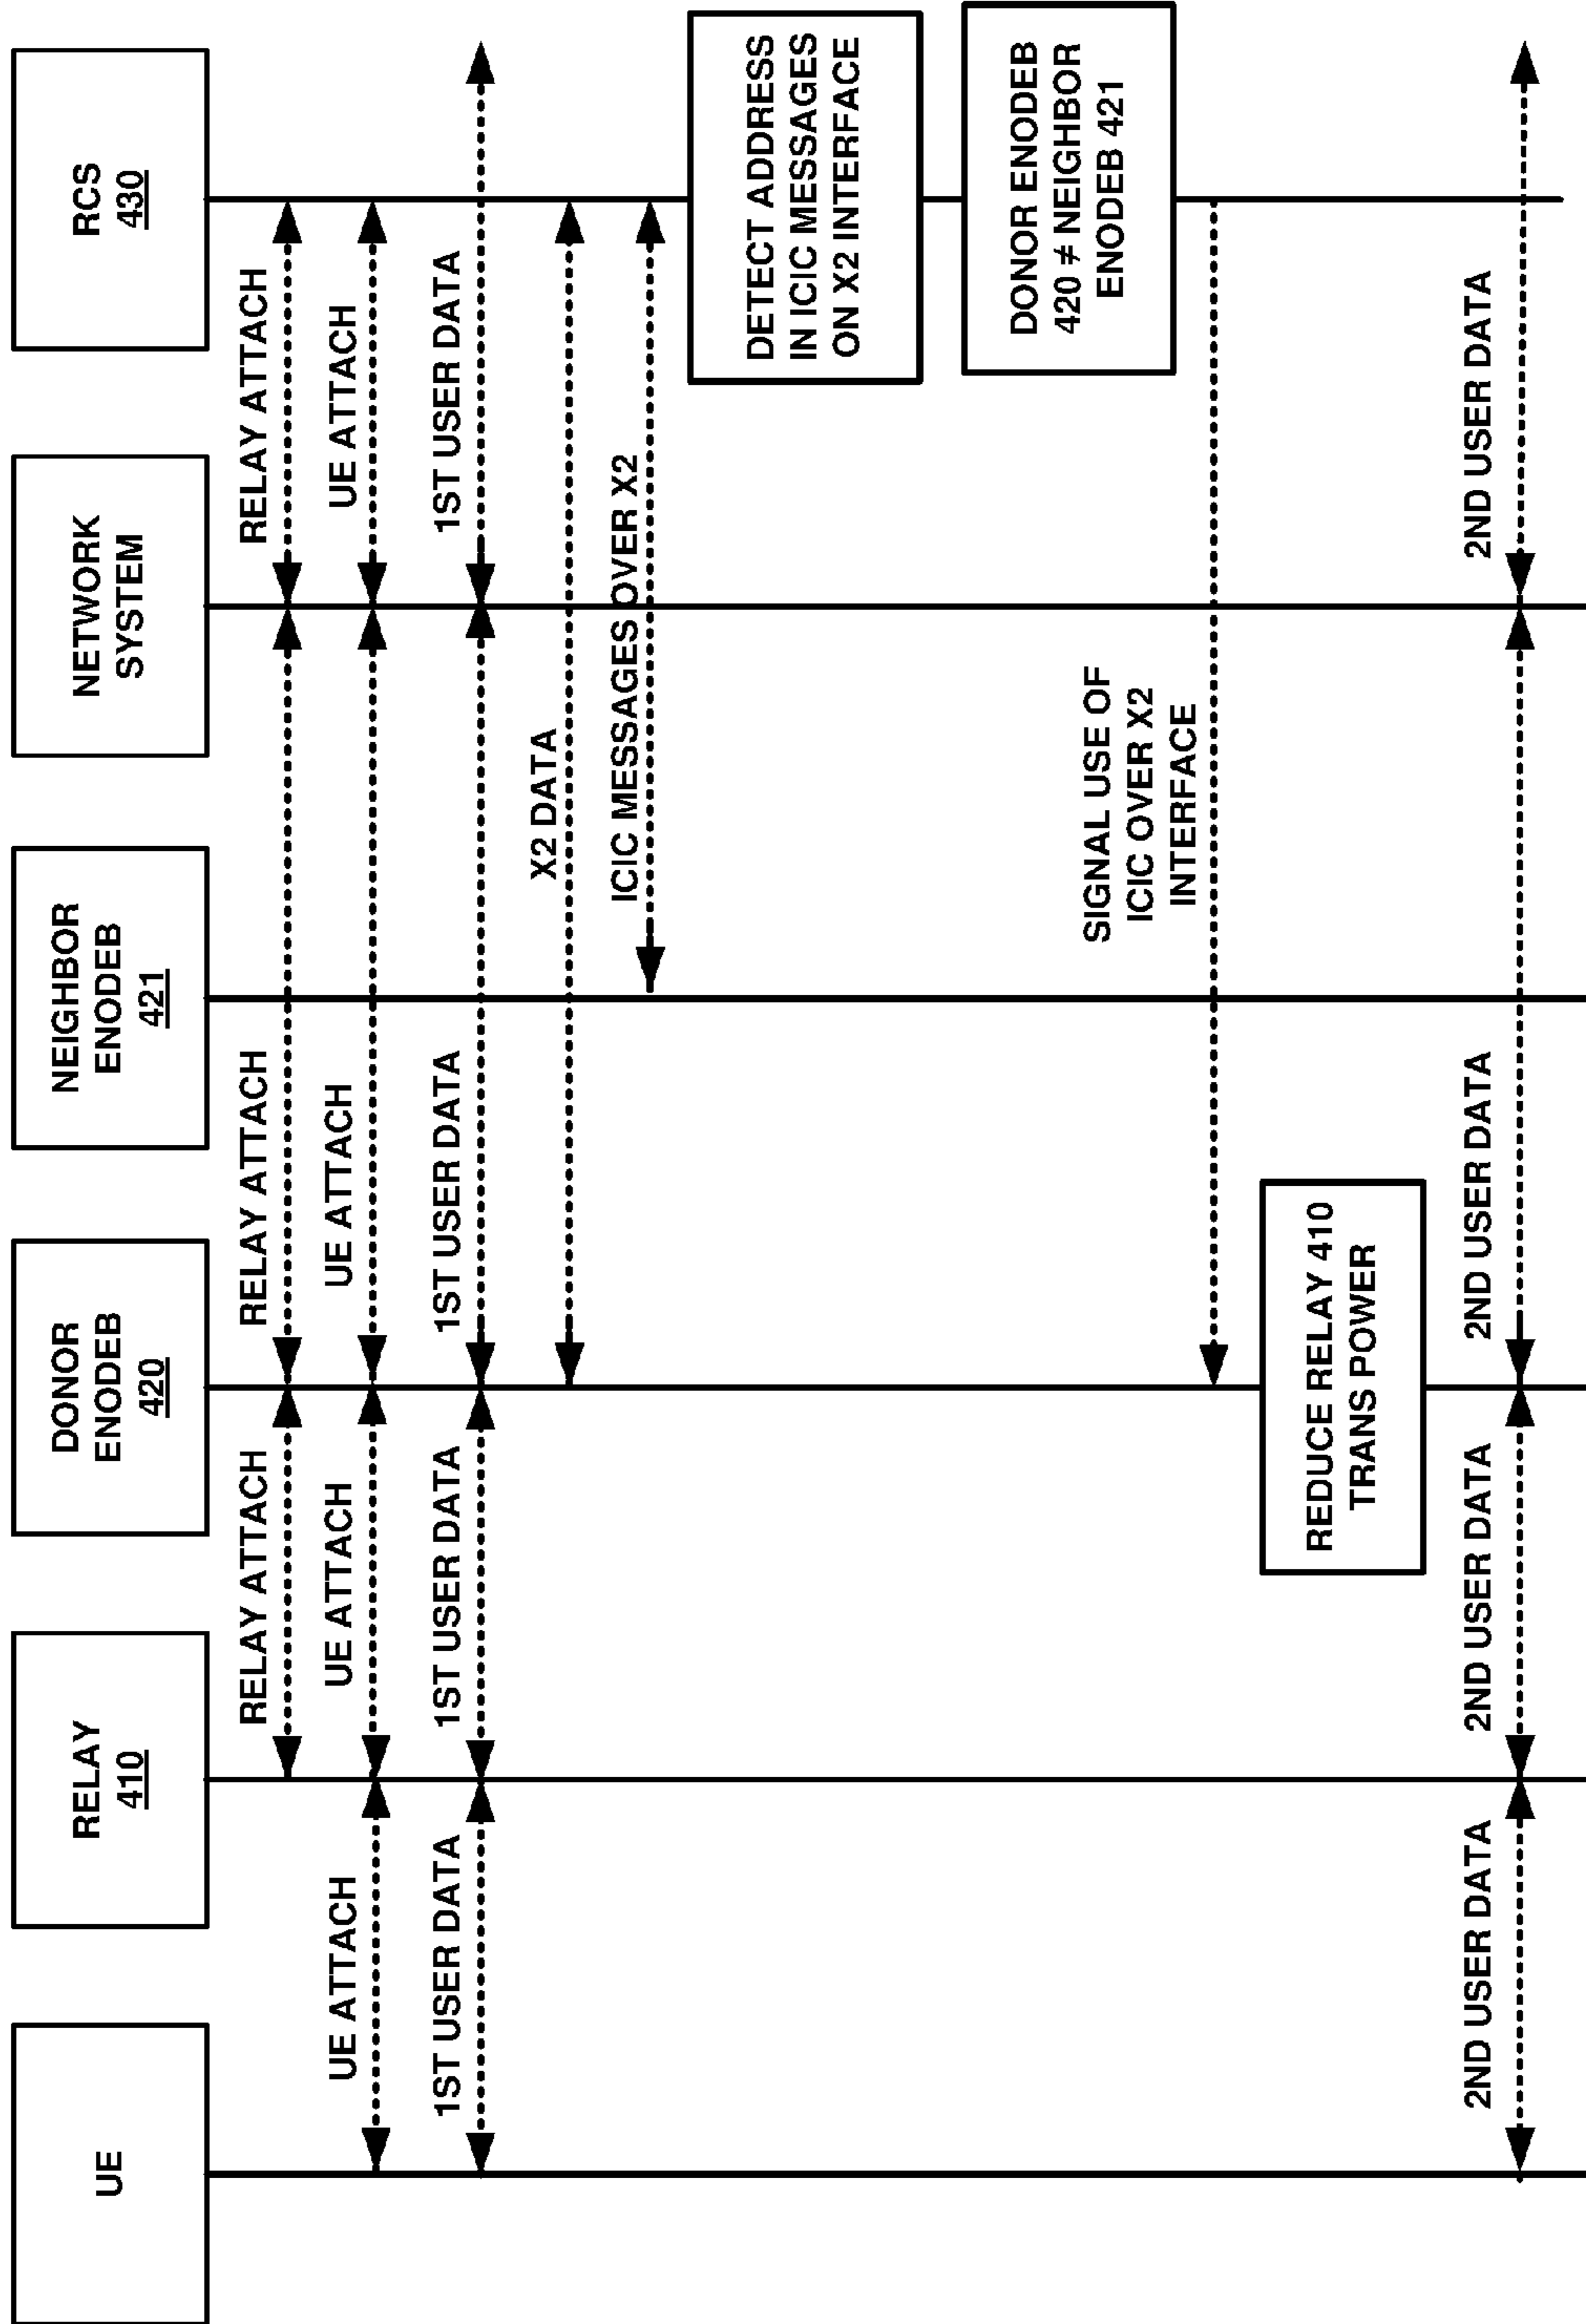 UE
RELAY
410
DONOR
ENODEB
420
NEIGHBOR
ENODEB
421
NETWORK
SYSTEM
RCS
430
RELAY ATTACH
RELAY ATTACH
RELAY ATTACH
UE ATTACH
UE ATTACH
UE ATTACH
UE ATTACH
1ST USER DATA
1ST USER DATA
1ST USER DATA
1ST USER DATA
X2 DATA
ICIC MESSAGES OVER X2
DETECT ADDRESS
IN ICIC MESSAGES
ON X2 INTERFACE
DONOR ENODEB
420 ≠ NEIGHBOR
ENODEB 421
SIGNAL USE OF
ICIC OVER X2
INTERFACE
REDUCE RELAY 410
TRANS POWER
2ND USER DATA
2ND USER DATA
2ND USER DATA
2ND USER DATA